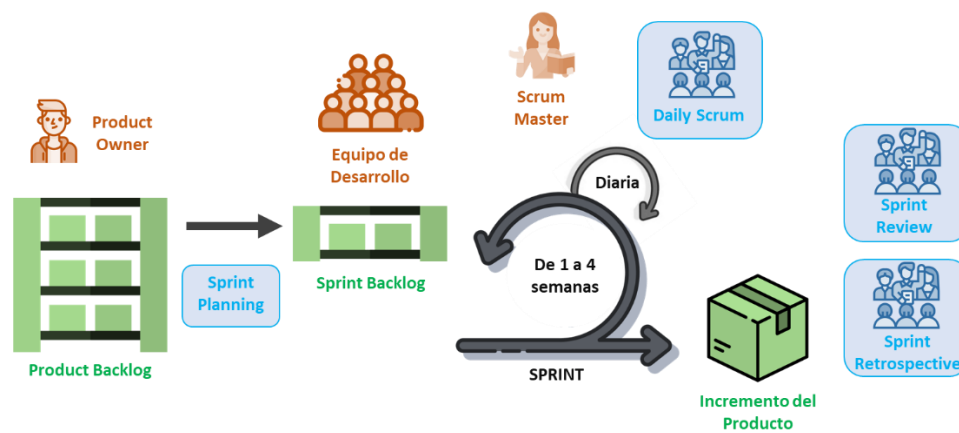 Product
Owner
Equipo de
Desarrollo
Scrum
Master
Daily Scrum
Diaria
Sprint
Review
Sprint
Planning
Sprint Backlog
De 1 a 4
semanas
Sprint
Retrospective
Product Backlog
SPRINT
Incremento del
Producto